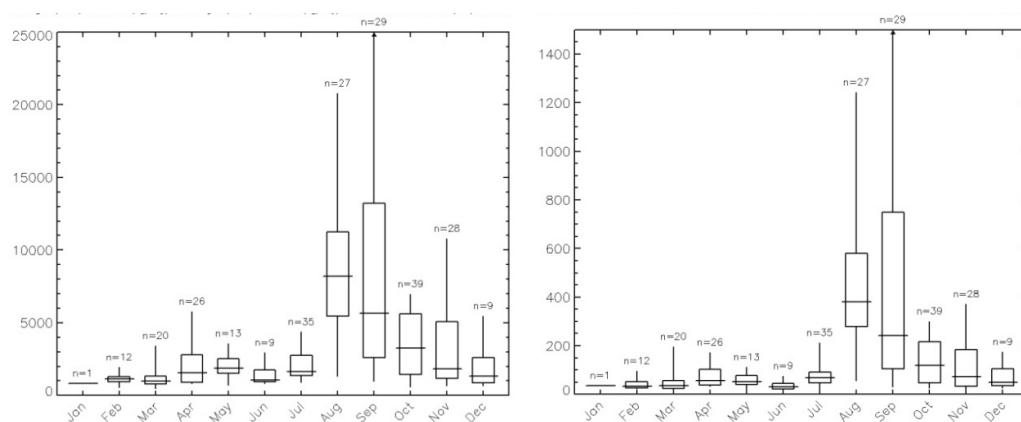 n=29
25000
n=27
20000
15000
n=28
10000
n=39
n=26
5000
n=35
n=13
n=20
n=9
n=9
n=12
n=1
0
Jan Feb Mar Apr May Jun Jul Aug Sep Oct Nov Dec
n=29
1400
n=27
1200
1000
800
600
400
n=28
n=39
n=35
200
n=20
n=26
n=9
n=13
n=12
n=9
n=1
0
Jan Feb Mar Apr May Jun Jul Aug Sep Oct Nov Dec